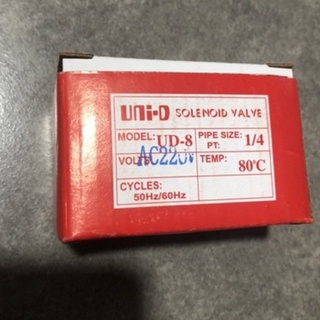 UNI-D SOLENOID VALVE
MODEL: UD-8 PIPE SIZE: PT: 1/4
VOLTS: AC220V TEMP: 80℃
CYCLES: 50Hz/60Hz